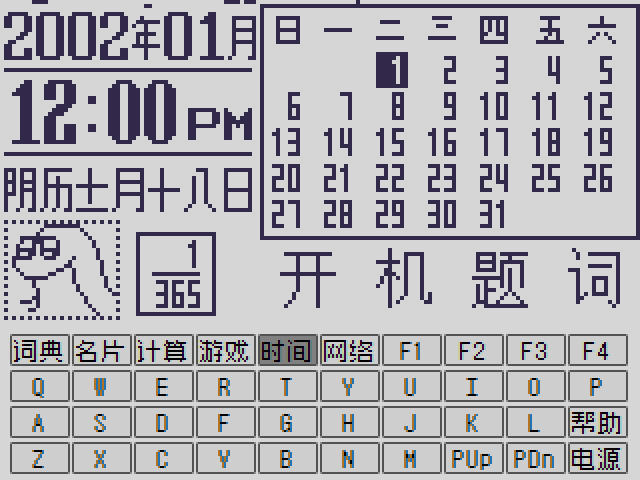 2002年01月
12:00 PM
阴历十一月十八日
1
365
日 一 二 三 四 五 六
1 2 3 4 5
6 7 8 9 10 11 12
13 14 15 16 17 18 19
20 21 22 23 24 25 26
27 28 29 30 31
开机题词
词典 名片 计算 游戏 时间 网络 F1 F2 F3 F4
Q W E R T Y U I O P
A S D F G H J K L 帮助
Z X C V B N M PUp PDn 电源